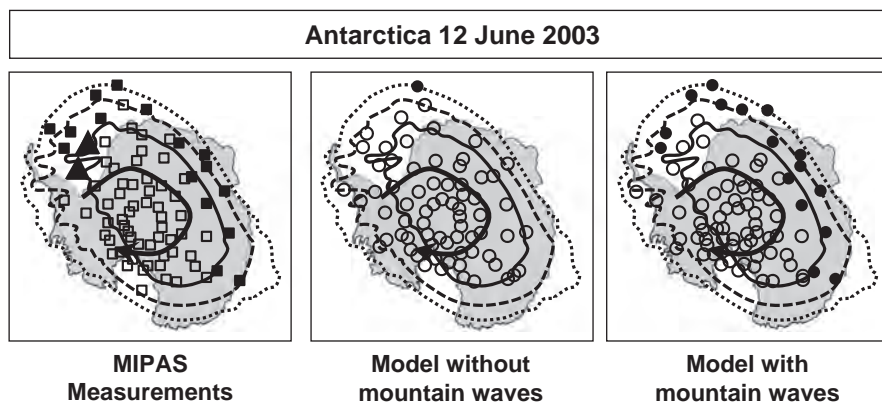 Antarctica 12 June 2003
MIPAS
Measurements
Model without
mountain waves
Model with
mountain waves